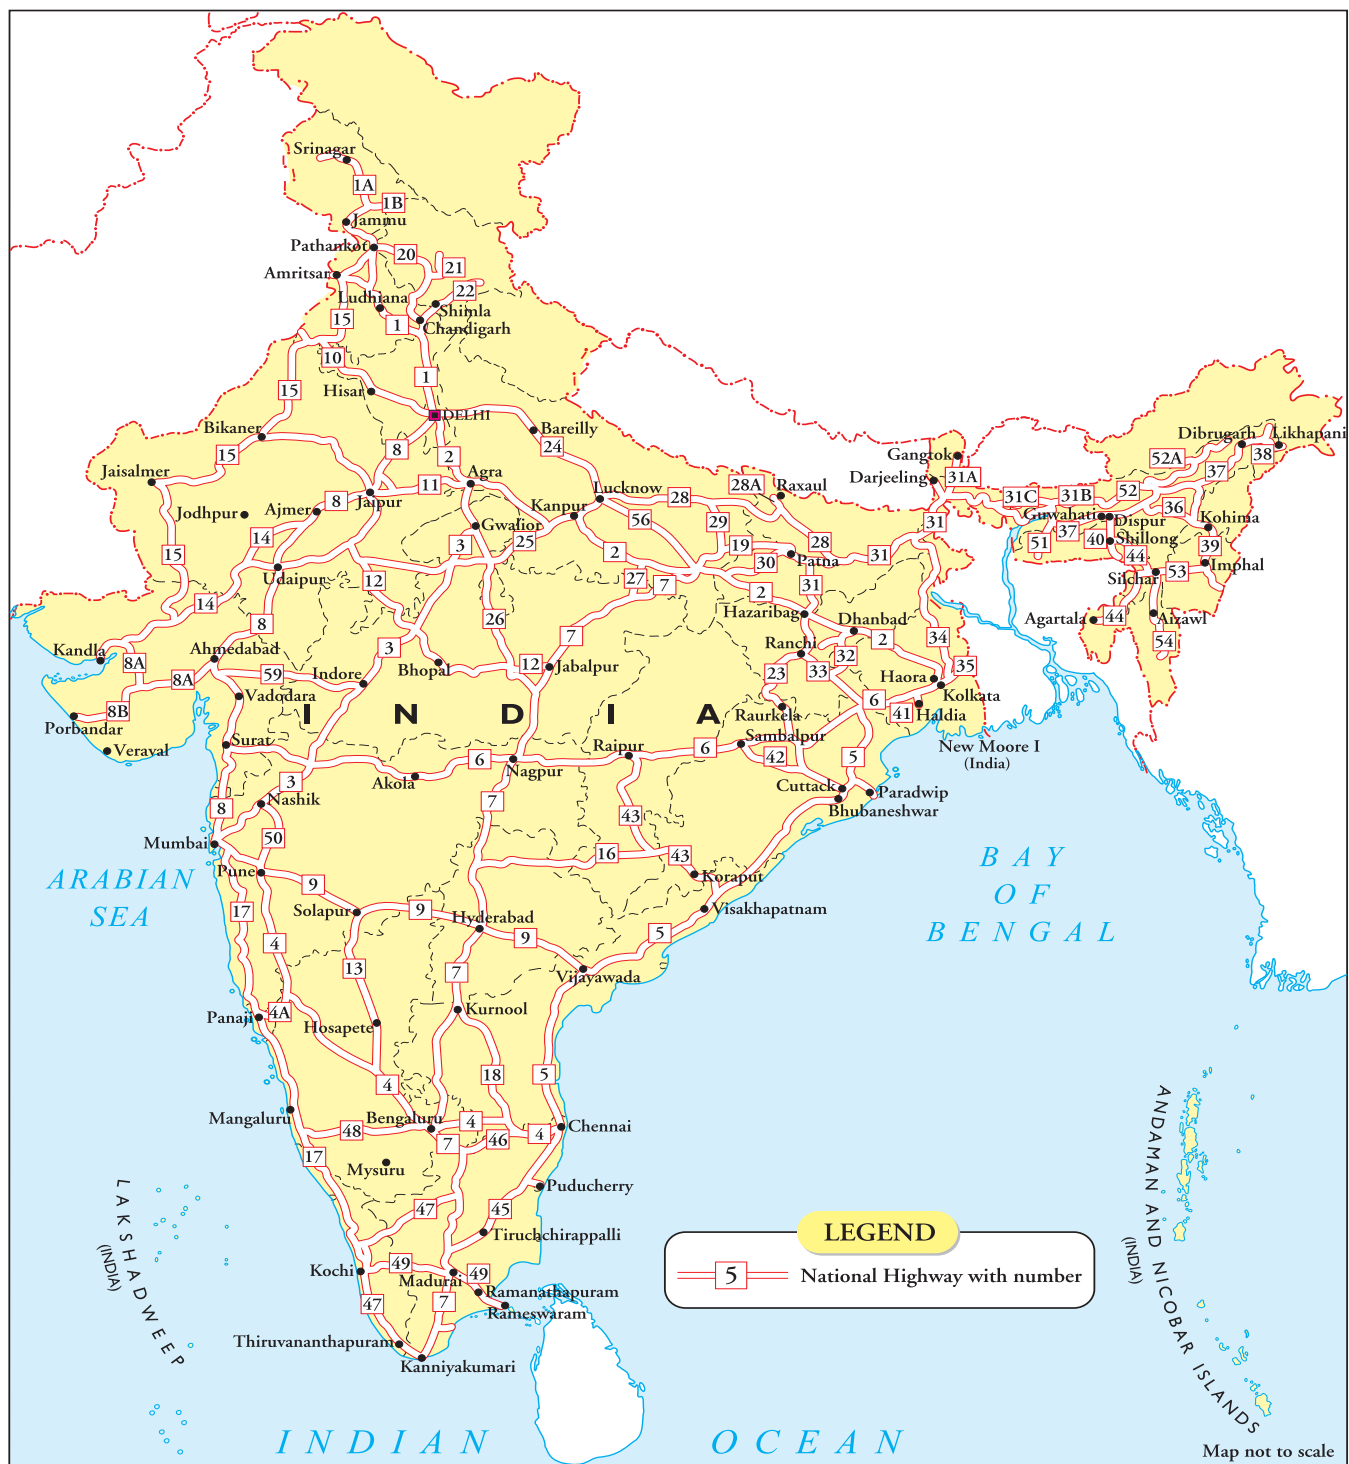 Srinagar
1A
1B
Jammu
Pathankot
20
21
Amritsar
22
Ludhiana
Shimla
15
1
Chandigarh
10
1
15
Hisar
DELHI
Bikaner
8
Bareilly
24
15
2
Jaisalmer
Agra
11
8
Jaipur
Lucknow
28
28A
Raxaul
Gangtok
Darjeeling
31A
Dibrugarh
Likhapani
52A
37
38
31C
31B
52
36
Jodhpur
Ajmer
Kanpur
Gwalior
56
29
31
Guwahati
Dispur
Kohima
14
3
25
19
28
37
40
Shillong
39
15
2
30
Patna
31
51
44
Imphal
Udaipur
12
27
7
31
Silchar
53
14
2
Hazaribag
Agartala
44
Aizawl
8
26
7
Dhanbad
2
34
54
Kandla
8A
Ahmedabad
3
Ranchi
32
8A
59
Indore
Bhopal
12
Jabalpur
23
33
Haora
35
Vadodara
Kolkata
8B
6
41
Haldia
Porbandar
I N D I A
Raurkela
Veraval
Surat
6
Raipur
6
Sambalpur
New Moore I
(India)
Akola
Nagpur
42
5
3
7
Cuttack
Paradwip
8
Nashik
43
Bhubaneshwar
Mumbai
50
16
43
Pune
Koraput
ARABIAN
SEA
BAY
OF
BENGAL
9
9
17
Solapur
Hyderabad
Visakhapatnam
4
9
5
13
7
Vijayawada
Panaji
4A
Kurnool
Hosapete
18
5
4
Mangaluru
Bengaluru
4
Chennai
48
7
46
4
17
Mysuru
Puducherry
47
45
Tiruchchirappalli
Kochi
49
Madurai
49
Ramanathapuram
47
7
Rameswaram
Thiruvananthapuram
Kanniyakumari
LAKSHADWEEP
(INDIA)
ANDAMAN AND NICOBAR ISLANDS
(INDIA)
LEGEND
5 National Highway with number
INDIAN OCEAN
Map not to scale